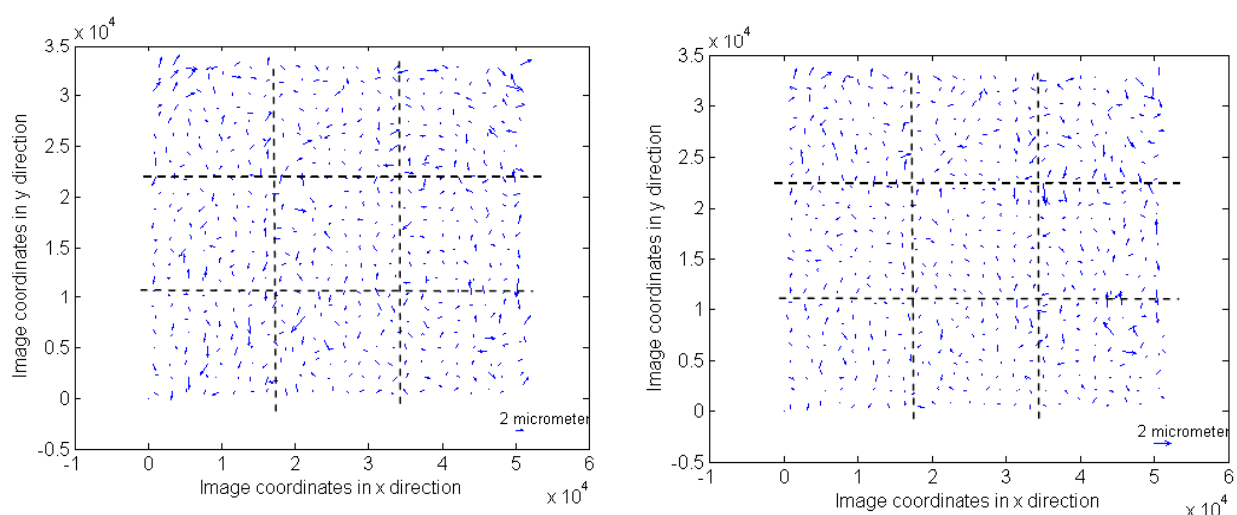 x 10^4
3.5
3
2.5
2
1.5
1
0.5
0
-0.5
Image coordinates in y direction
2 micrometer
-1 0 1 2 3 4 5 6
Image coordinates in x direction
x 10^4
x 10^4
3.5
3
2.5
2
1.5
1
0.5
0
-0.5
Image coordinates in y direction
2 micrometer
-1 0 1 2 3 4 5 6
Image coordinates in x direction
x 10^4